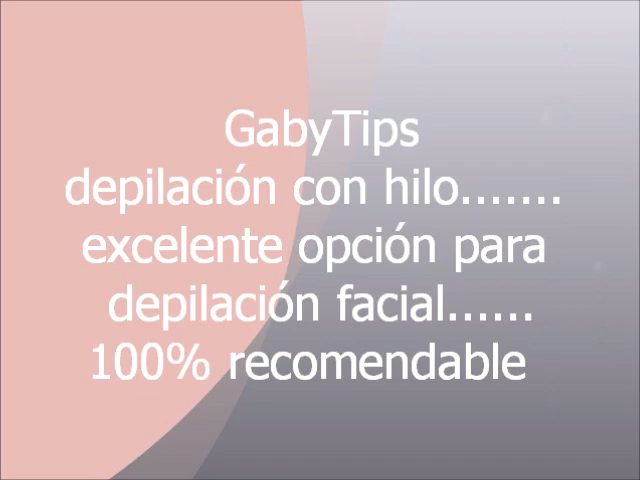 GabyTips
depilación con hilo.......
excelente opción para
depilación facial......
100% recomendable